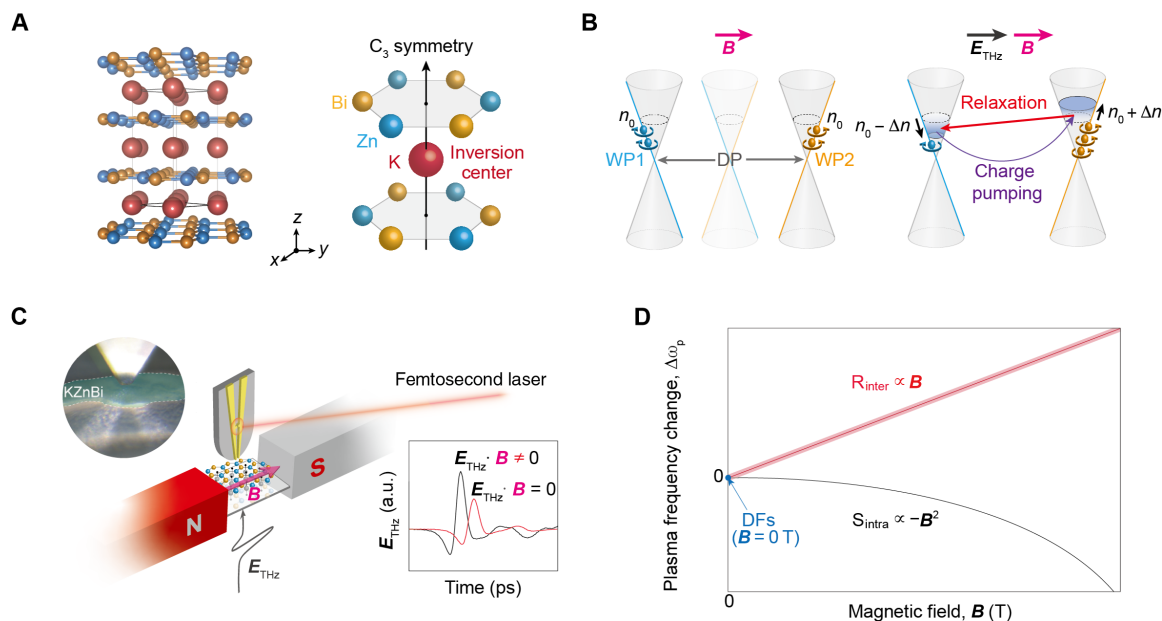 A
C₃ symmetry
Bi
Zn
K
Inversion
center
z
x
y
B
B
E_THz
B
n₀
n₀
WP1
DP
WP2
Relaxation
n₀ − Δn
n₀ + Δn
Charge
pumping
C
KZnBi
Femtosecond laser
N
S
B
E_THz
E_THz · B ≠ 0
E_THz · B = 0
E_THz (a.u.)
Time (ps)
D
Plasma frequency change, Δω_p
R_inter ∝ B
0
DFs
(B = 0 T)
S_intra ∝ −B²
0
Magnetic field, B (T)